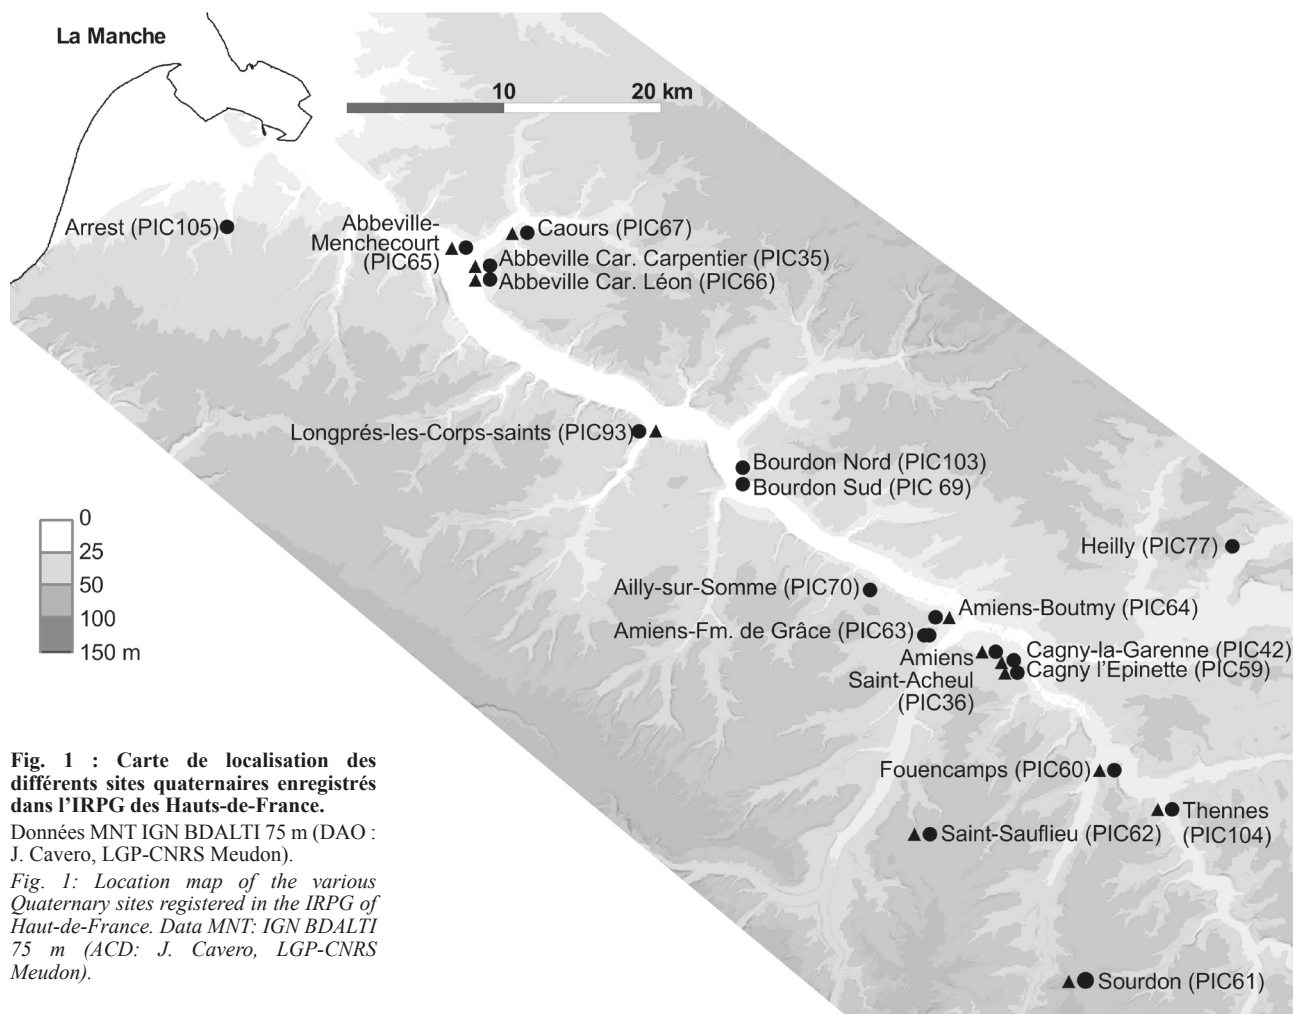 La Manche
10
20 km
Arrest (PIC105)
Abbeville-
Menchecourt
(PIC65)
Caours (PIC67)
Abbeville Car. Carpentier (PIC35)
Abbeville Car. Léon (PIC66)
Longprés-les-Corps-saints (PIC93)
Bourdon Nord (PIC103)
Bourdon Sud (PIC 69)
0
25
50
100
150 m
Heilly (PIC77)
Ailly-sur-Somme (PIC70)
Amiens-Boutmy (PIC64)
Amiens-Fm. de Grâce (PIC63)
Amiens
Saint-Acheul
(PIC36)
Cagny-la-Garenne (PIC42)
Cagny l'Epinette (PIC59)
Fouencamps (PIC60)
Thennes
(PIC104)
Saint-Sauflieu (PIC62)
Sourdon (PIC61)
Fig. 1 : Carte de localisation des
différents sites quaternaires enregistrés
dans l'IRPG des Hauts-de-France.
Données MNT IGN BDALTI 75 m (DAO :
J. Cavero, LGP-CNRS Meudon).
Fig. 1: Location map of the various
Quaternary sites registered in the IRPG of
Haut-de-France. Data MNT: IGN BDALTI
75 m (ACD: J. Cavero, LGP-CNRS
Meudon).